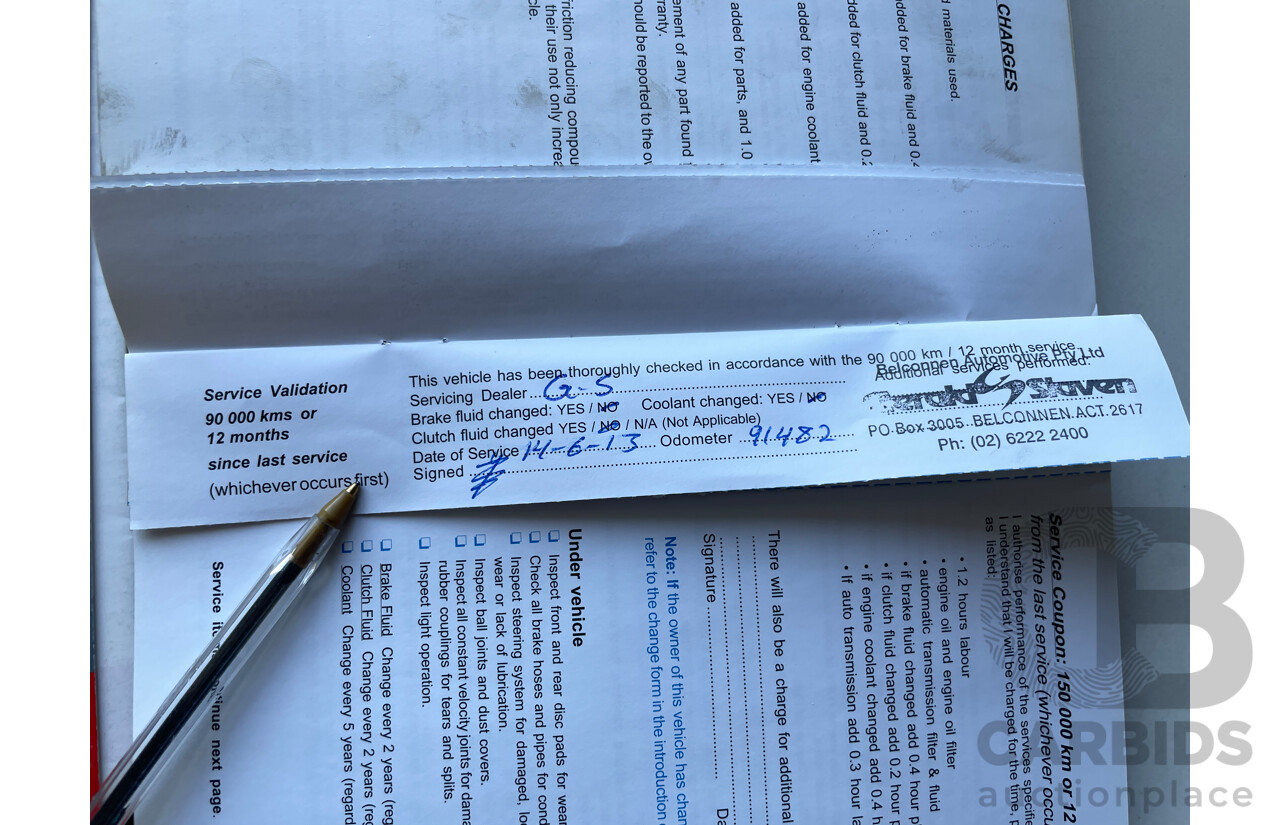 CHARGES
d materials used.
added for brake fluid and 0.4
dded for clutch fluid and 0.2
added for engine coolant
added for parts, and 1.0
ement of any part found
ranty.
hould be reported to the ow
riction reducing compou
their use not only increa
cle.
Service Validation
90 000 kms or
12 months
since last service
(whichever occurs first)
This vehicle has been thoroughly checked in accordance with the 90 000 km / 12 month service.
Servicing Dealer G-S
Additional services performed:
Brake fluid changed: YES / NO Coolant changed: YES / NO
Clutch fluid changed YES / NO / N/A (Not Applicable)
Date of Service 14-6-13 Odometer 91482
Signed
Belconnen Automotive Pty Ltd
Gerald Slaven
PO Box 3005 BELCONNEN ACT. 2617
Ph: (02) 6222 2400
Service Coupon: 150 000 km or 12
from the last service (whichever occu
I authorise performance of the services specifie
I understand that I will be charged for the time, p
as listed:
• 1.2 hours labour
• engine oil and engine oil filter
• automatic transmission filter & fluid
• if brake fluid changed add 0.4 hour p
• if clutch fluid changed add 0.2 hour p
• if engine coolant changed add 0.4 h
• If auto transmission add 0.3 hour la
There will also be a charge for additional
Signature
Da
Note: If the owner of this vehicle has chan
refer to the change form in the introduction
Under vehicle
❑ Inspect front and rear disc pads for wear
❑ Check all brake hoses and pipes for cond
❑ Inspect steering system for damaged, lo
wear or lack of lubrication.
❑ Inspect ball joints and dust covers.
❑ Inspect all constant velocity joints for dama
rubber couplings for tears and splits.
❑ Inspect light operation.
❑ Brake Fluid Change every 2 years (reg
❑ Clutch Fluid Change every 2 years (reg
❑ Coolant Change every 5 years (regard
Service it
next page.
CARBIDS
auctionplace